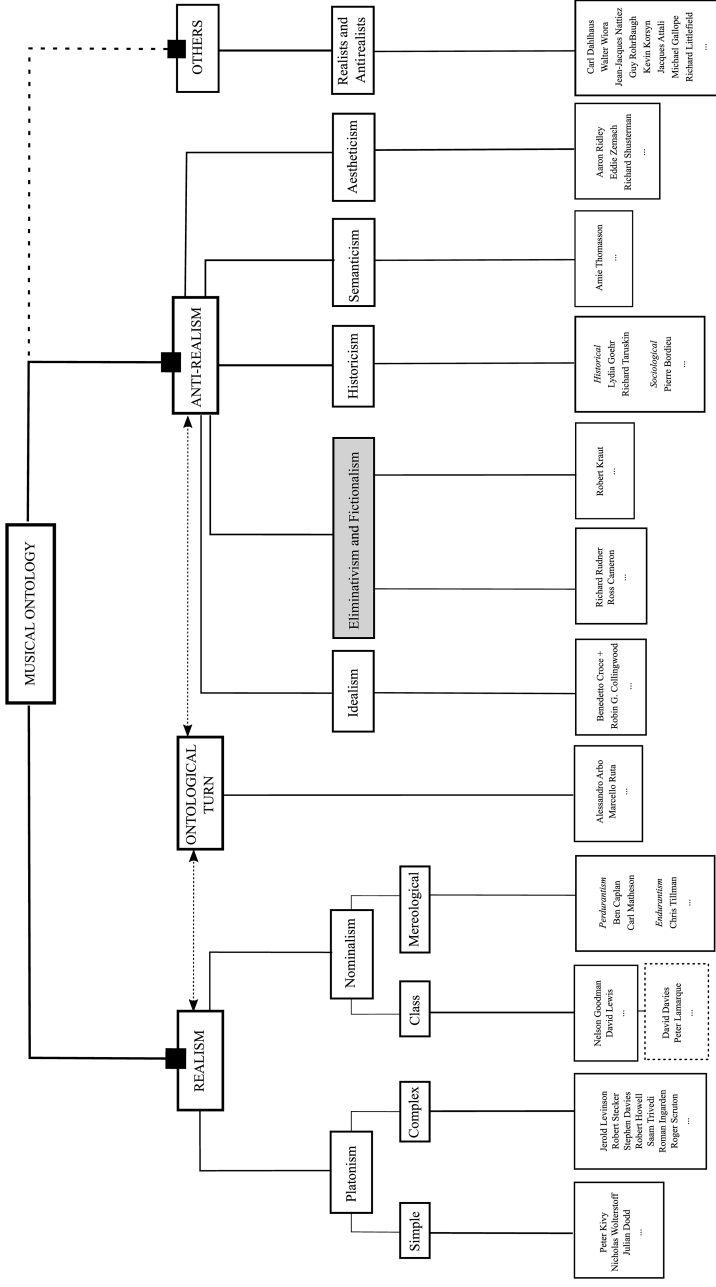 MUSICAL ONTOLOGY
REALISM
ONTOLOGICAL
TURN
ANTI-REALISM
OTHERS
Platonism
Nominalism
Idealism
Eliminativism and Fictionalism
Historicism
Semanticism
Aestheticism
Realists and
Antirealists
Simple
Complex
Class
Mereological
Peter Kivy
Nicholas Wolterstoff
Julian Dodd
...
Jerold Levinson
Robert Stecker
Stephen Davies
Robert Howell
Saam Trivedi
Roman Ingarden
Roger Scruton
...
Nelson Goodman
David Lewis
...
David Davies
Peter Lamarque
...
Perdurantism
Ben Caplan
Carl Matheson
Endurantism
Chris Tillman
...
Alessandro Arbo
Marcello Ruta
...
Benedetto Croce +
Robin G. Collingwood
...
Richard Rudner
Ross Cameron
...
Robert Kraut
...
Historical
Lydia Goehr
Richard Taruskin
Sociological
Pierre Bordieu
...
Amie Thomasson
...
Aaron Ridley
Eddie Zemach
Richard Shusterman
...
Carl Dahlhaus
Walter Wiora
Jean-Jacques Nattiez
Guy RohrBaugh
Kevin Korsyn
Jacques Attali
Michael Gallope
Richard Littlefield
...